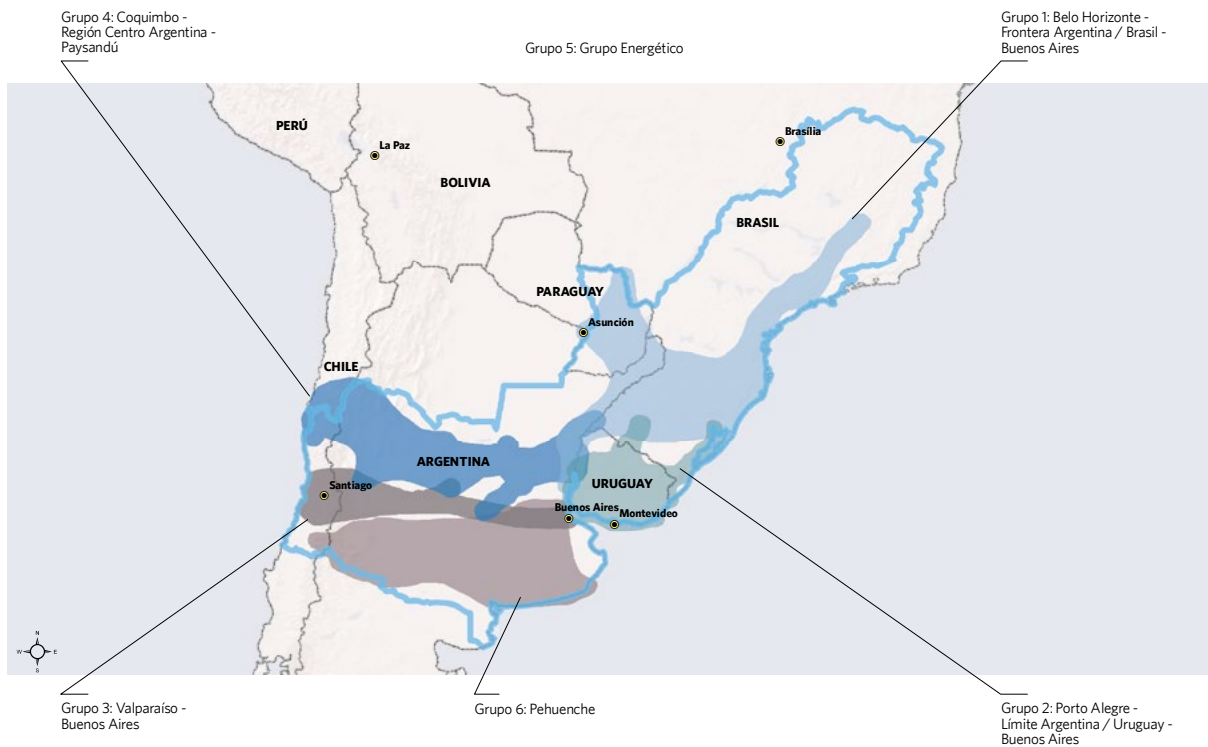 Grupo 4: Coquimbo -
Región Centro Argentina -
Paysandú
Grupo 5: Grupo Energético
Grupo 1: Belo Horizonte -
Frontera Argentina / Brasil -
Buenos Aires
PERÚ
La Paz
BOLIVIA
Brasília
BRASIL
PARAGUAY
Asunción
CHILE
ARGENTINA
Santiago
URUGUAY
Buenos Aires
Montevideo
N
W
E
S
Grupo 3: Valparaíso -
Buenos Aires
Grupo 6: Pehuenche
Grupo 2: Porto Alegre -
Límite Argentina / Uruguay -
Buenos Aires